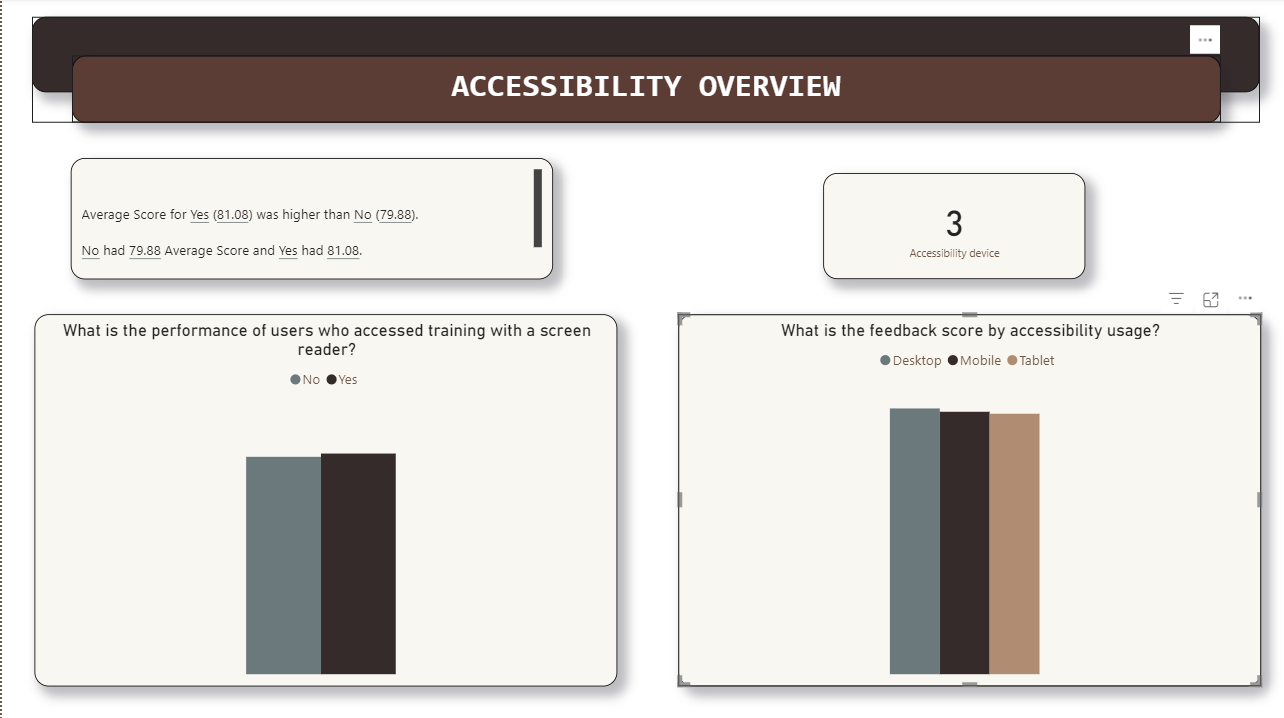 ACCESSIBILITY OVERVIEW
Average Score for Yes (81.08) was higher than No (79.88).
No had 79.88 Average Score and Yes had 81.08.
3
Accessibility device
What is the performance of users who accessed training with a screen
reader?
No Yes
What is the feedback score by accessibility usage?
Desktop Mobile Tablet